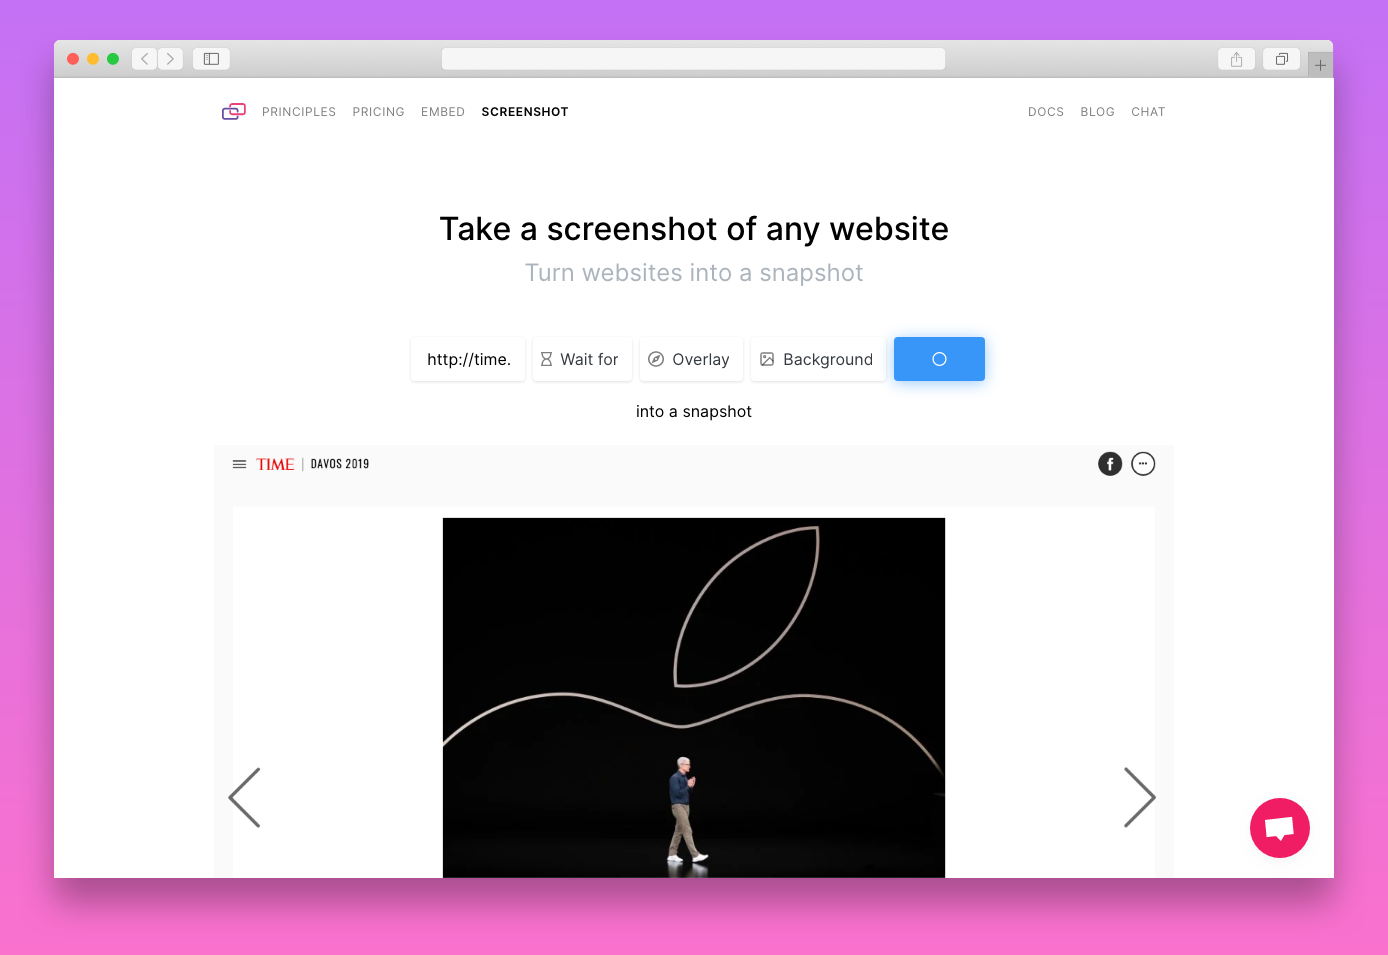 PRINCIPLES PRICING EMBED SCREENSHOT DOCS BLOG CHAT
Take a screenshot of any website
Turn websites into a snapshot
http://time. Wait for Overlay Background
into a snapshot
TIME | DAVOS 2019